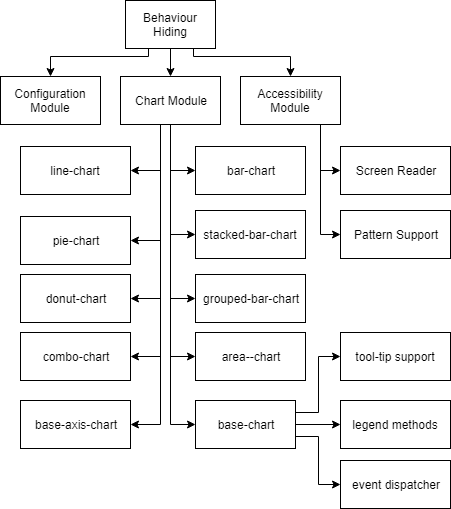 Behaviour
Hiding
Configuration
Module
Chart Module
Accessibility
Module
line-chart
bar-chart
Screen Reader
pie-chart
stacked-bar-chart
Pattern Support
donut-chart
grouped-bar-chart
combo-chart
area--chart
tool-tip support
base-axis-chart
base-chart
legend methods
event dispatcher